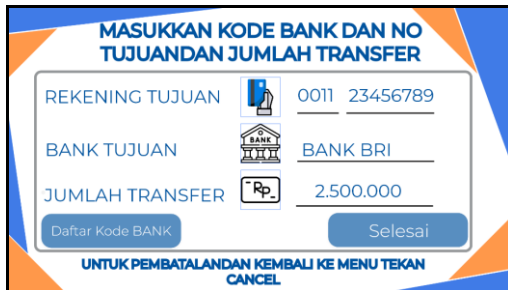 MASUKKAN KODE BANK DAN NO
TUJUANDAN JUMLAH TRANSFER
REKENING TUJUAN 0011 23456789
BANK
BANK TUJUAN BANK BRI
JUMLAH TRANSFER Rp 2.500.000
Daftar Kode BANK Selesai
UNTUK PEMBATALANDAN KEMBALI KE MENU TEKAN
CANCEL